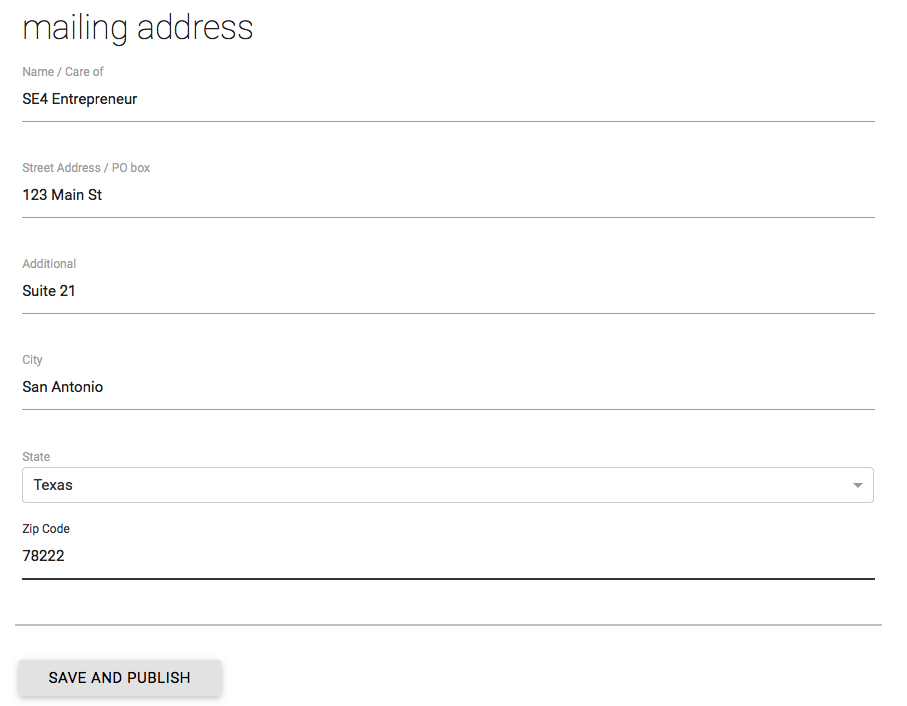 mailing address
Name / Care of
SE4 Entrepreneur
Street Address / PO box
123 Main St
Additional
Suite 21
City
San Antonio
State
Texas
Zip Code
78222
SAVE AND PUBLISH